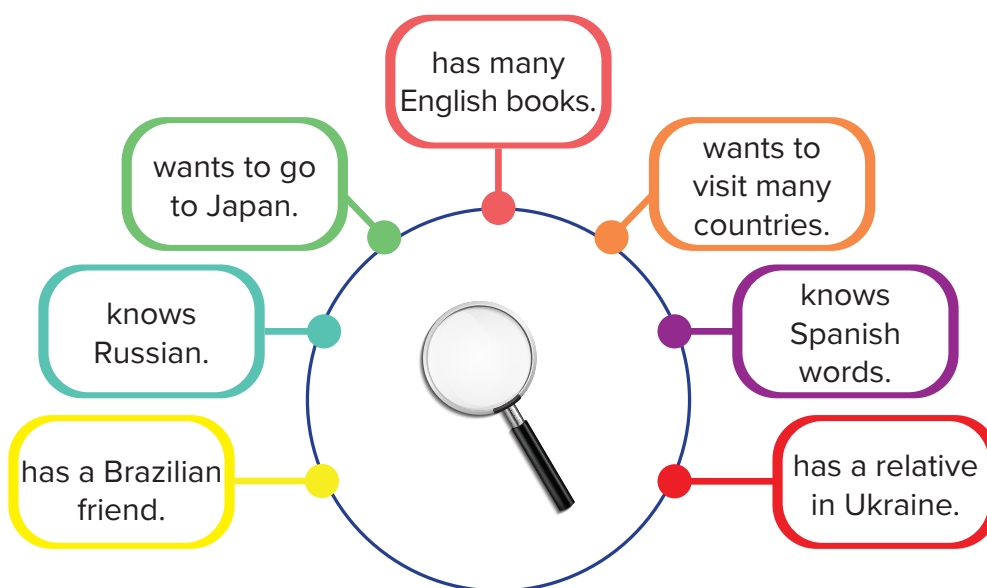 has many
English books.
wants to go
to Japan.
wants to
visit many
countries.
knows
Russian.
knows
Spanish
words.
has a Brazilian
friend.
has a relative
in Ukraine.